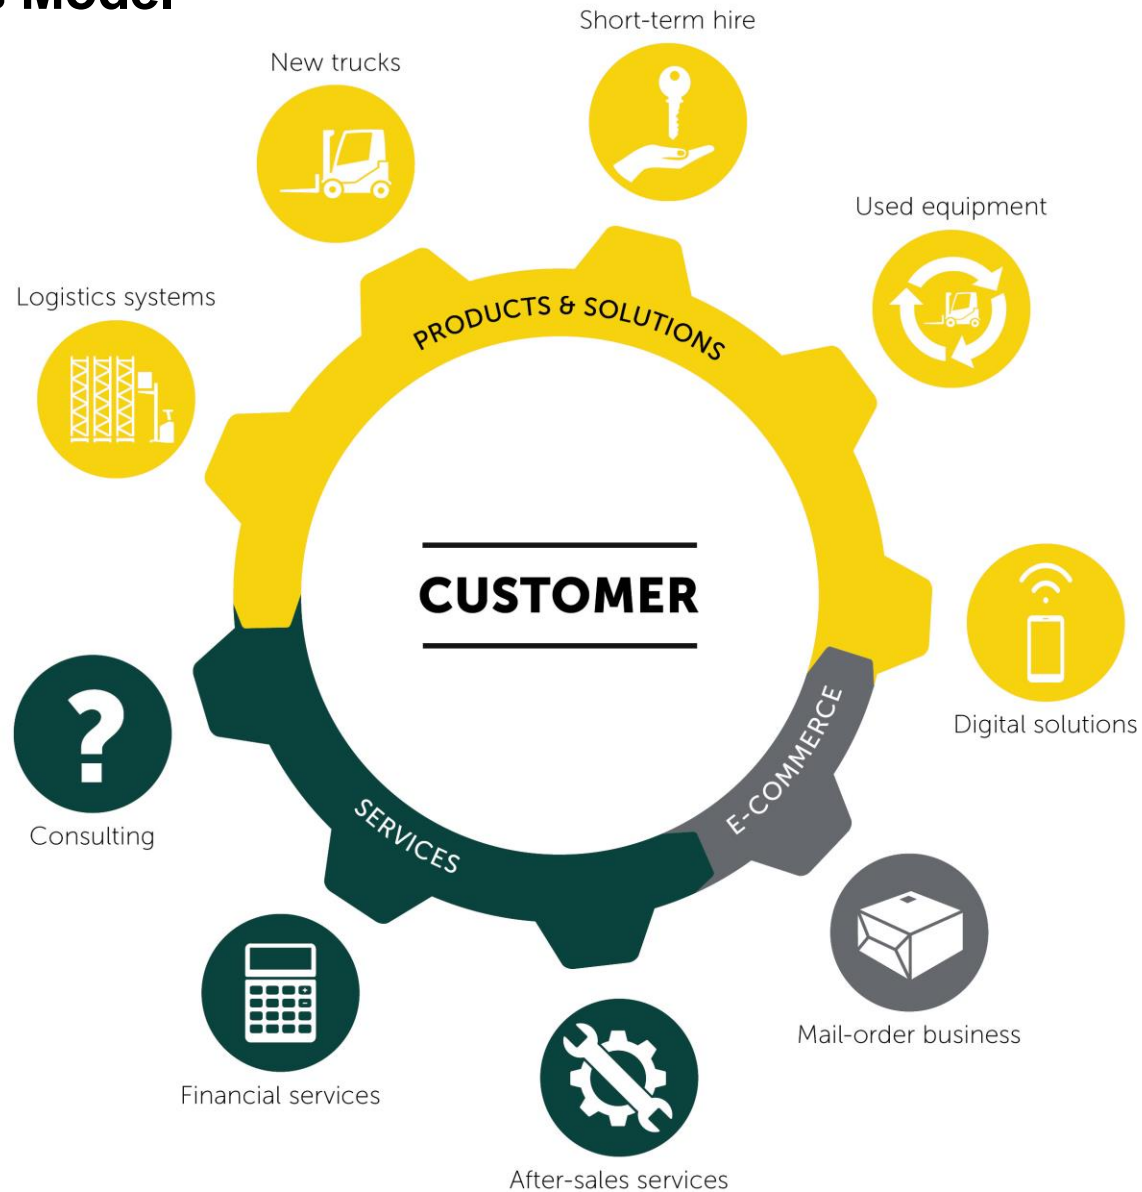 Model
Short-term hire
New trucks
Used equipment
Logistics systems
PRODUCTS & SOLUTIONS
CUSTOMER
Digital solutions
E-COMMERCE
SERVICES
Consulting
Mail-order business
Financial services
After-sales services